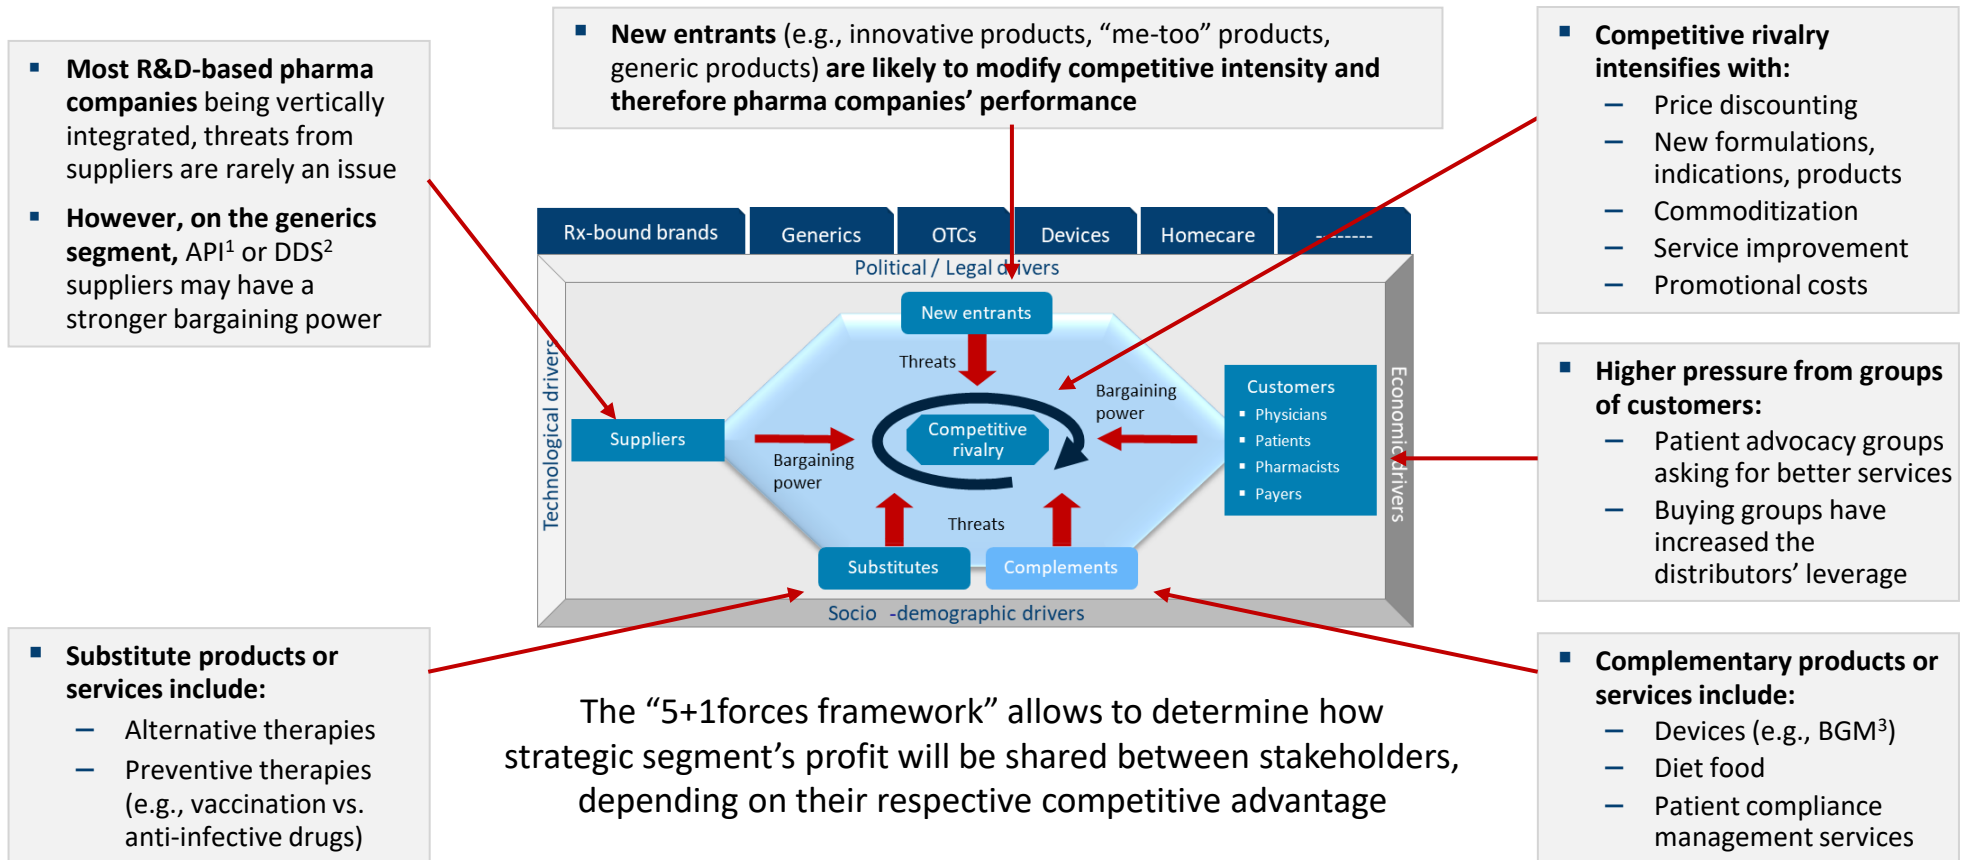 Most R&D-based pharma
companies being vertically
integrated, threats from
suppliers are rarely an issue
However, on the generics
segment, API1 or DDS2
suppliers may have a
stronger bargaining power
New entrants (e.g., innovative products, “me-too” products,
generic products) are likely to modify competitive intensity and
therefore pharma companies’ performance
Competitive rivalry
intensifies with:
– Price discounting
– New formulations,
indications, products
– Commoditization
– Service improvement
– Promotional costs
Rx-bound brands
Generics
OTCs
Devices
Homecare
--------
Political / Legal drivers
Technological drivers
Economic drivers
New entrants
Threats
Suppliers
Bargaining
power
Competitive
rivalry
Bargaining
power
Customers
Physicians
Patients
Pharmacists
Payers
Threats
Substitutes
Complements
Socio -demographic drivers
Higher pressure from groups
of customers:
– Patient advocacy groups
asking for better services
– Buying groups have
increased the
distributors’ leverage
Substitute products or
services include:
– Alternative therapies
– Preventive therapies
(e.g., vaccination vs.
anti-infective drugs)
The “5+1forces framework” allows to determine how
strategic segment’s profit will be shared between stakeholders,
depending on their respective competitive advantage
Complementary products or
services include:
– Devices (e.g., BGM3)
– Diet food
– Patient compliance
management services